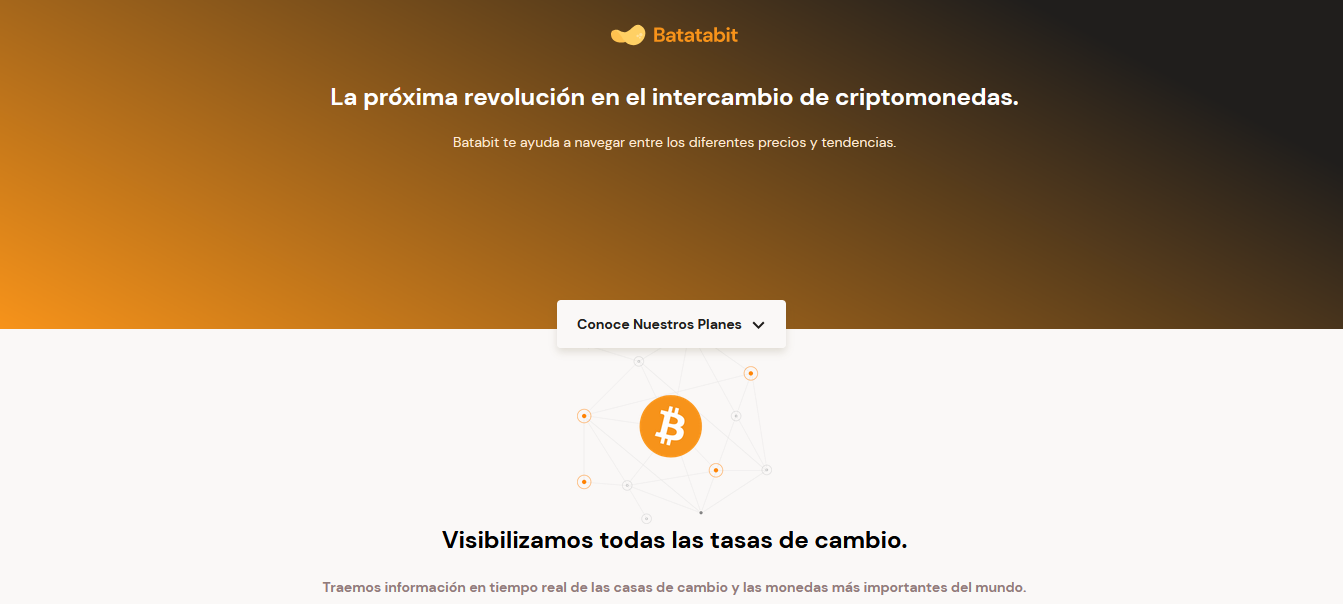 Batatabit
La próxima revolución en el intercambio de criptomonedas.
Batabit te ayuda a navegar entre los diferentes precios y tendencias.
Conoce Nuestros Planes
Visibilizamos todas las tasas de cambio.
Traemos información en tiempo real de las casas de cambio y las monedas más importantes del mundo.